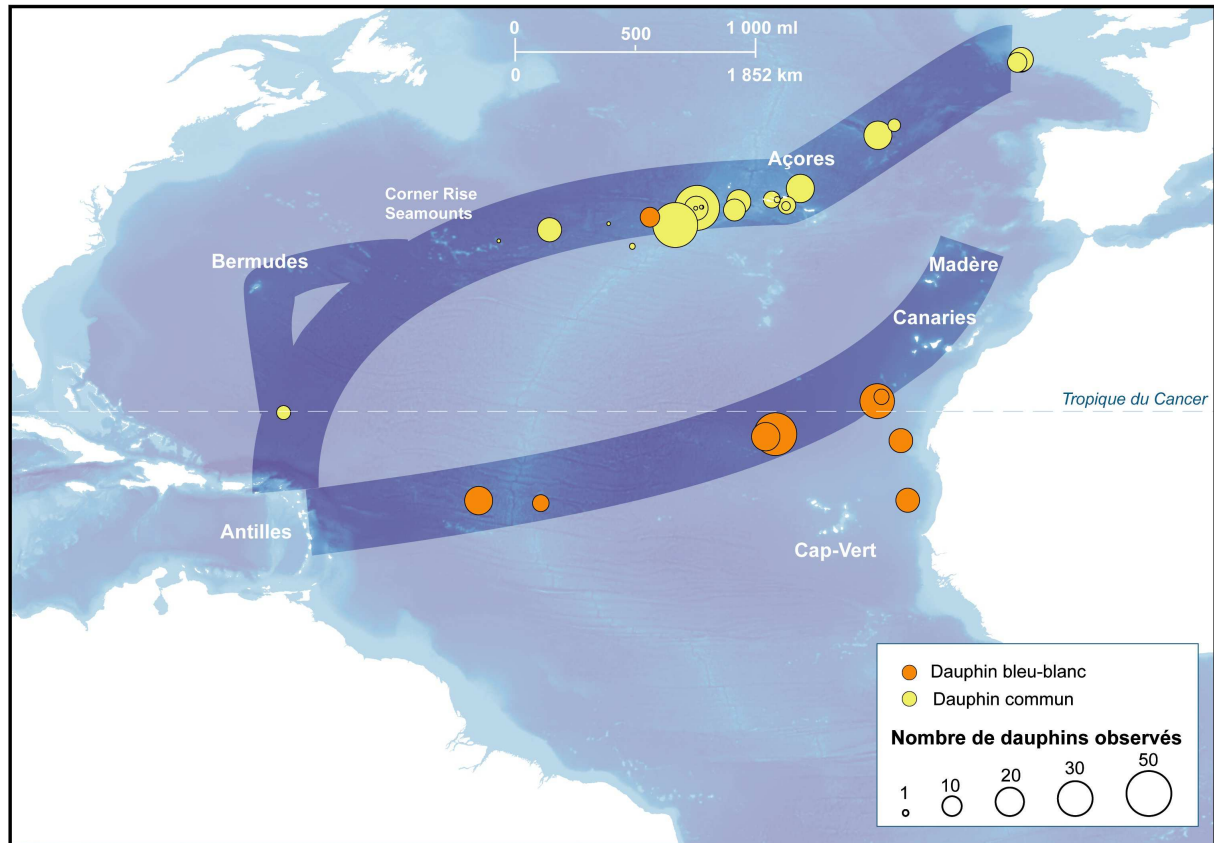 0
1 000 ml
500
0
1 852 km
Açores
Corner Rise
Seamounts
Bermudes
Madère
Canaries
Tropique du Cancer
Antilles
Cap-Vert
Dauphin bleu-blanc
Dauphin commun
Nombre de dauphins observés
1
10
20
30
50